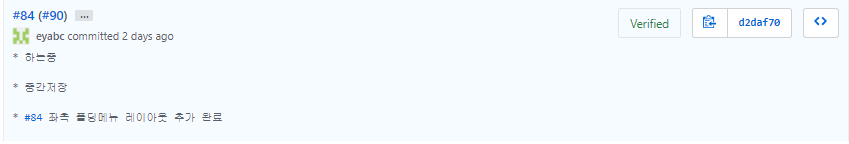 #84 (#90) ...
eyabc committed 2 days ago
Verified
d2daf70
* 하는중
* 중간저장
* #84 좌측 폴딩메뉴 레이아웃 추가 완료